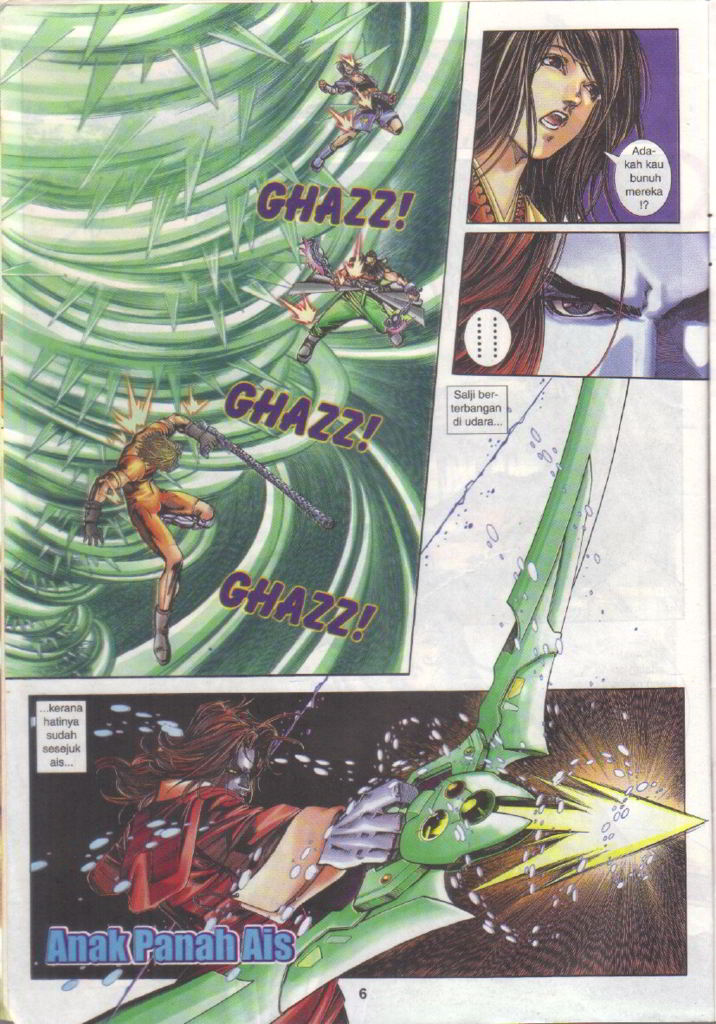 GHAZZ!
GHAZZ!
GHAZZ!
Ada-
kah kau
bunuh
mereka
!?
Salji ber-
terbangan
di udara...
...kerana
hatinya
sudah
sesejuk
ais...
Anak Panah Ais
6